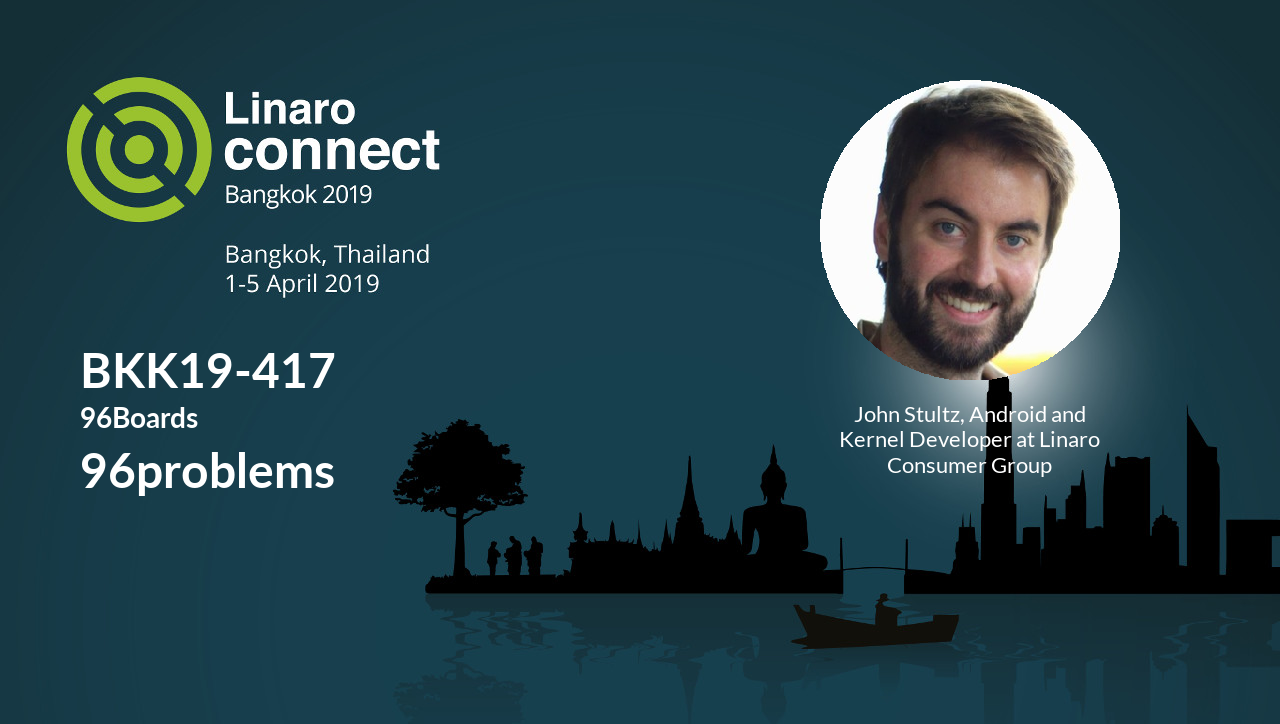 Linaro
connect
Bangkok 2019
Bangkok, Thailand
1-5 April 2019
BKK19-417
96Boards
96problems
John Stultz, Android and
Kernel Developer at Linaro
Consumer Group